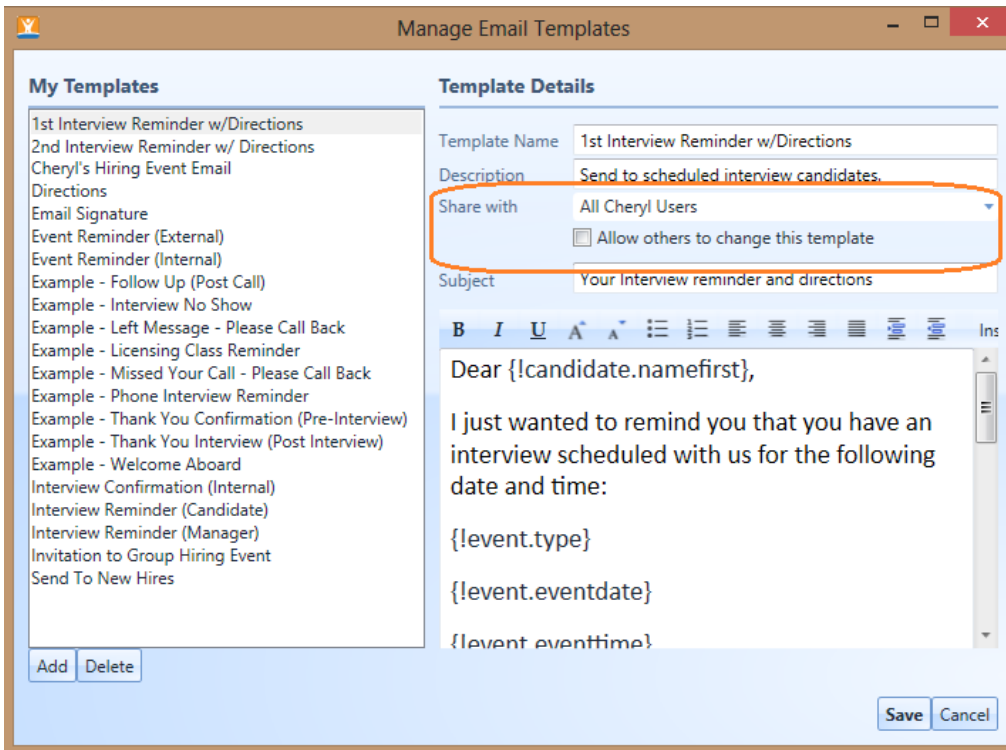 Manage Email Templates
My Templates
1st Interview Reminder w/Directions
2nd Interview Reminder w/ Directions
Cheryl's Hiring Event Email
Directions
Email Signature
Event Reminder (External)
Event Reminder (Internal)
Example - Follow Up (Post Call)
Example - Interview No Show
Example - Left Message - Please Call Back
Example - Licensing Class Reminder
Example - Missed Your Call - Please Call Back
Example - Phone Interview Reminder
Example - Thank You Confirmation (Pre-Interview)
Example - Thank You Interview (Post Interview)
Example - Welcome Aboard
Interview Confirmation (Internal)
Interview Reminder (Candidate)
Interview Reminder (Manager)
Invitation to Group Hiring Event
Send To New Hires
Add Delete
Template Details
Template Name 1st Interview Reminder w/Directions
Description Send to scheduled interview candidates.
Share with All Cheryl Users
Allow others to change this template
Subject Your Interview reminder and directions
B I U A A Ins
Dear {!candidate.namefirst},
I just wanted to remind you that you have an
interview scheduled with us for the following
date and time:
{!event.type}
{!event.eventdate}
{!event.eventtime}
Save Cancel